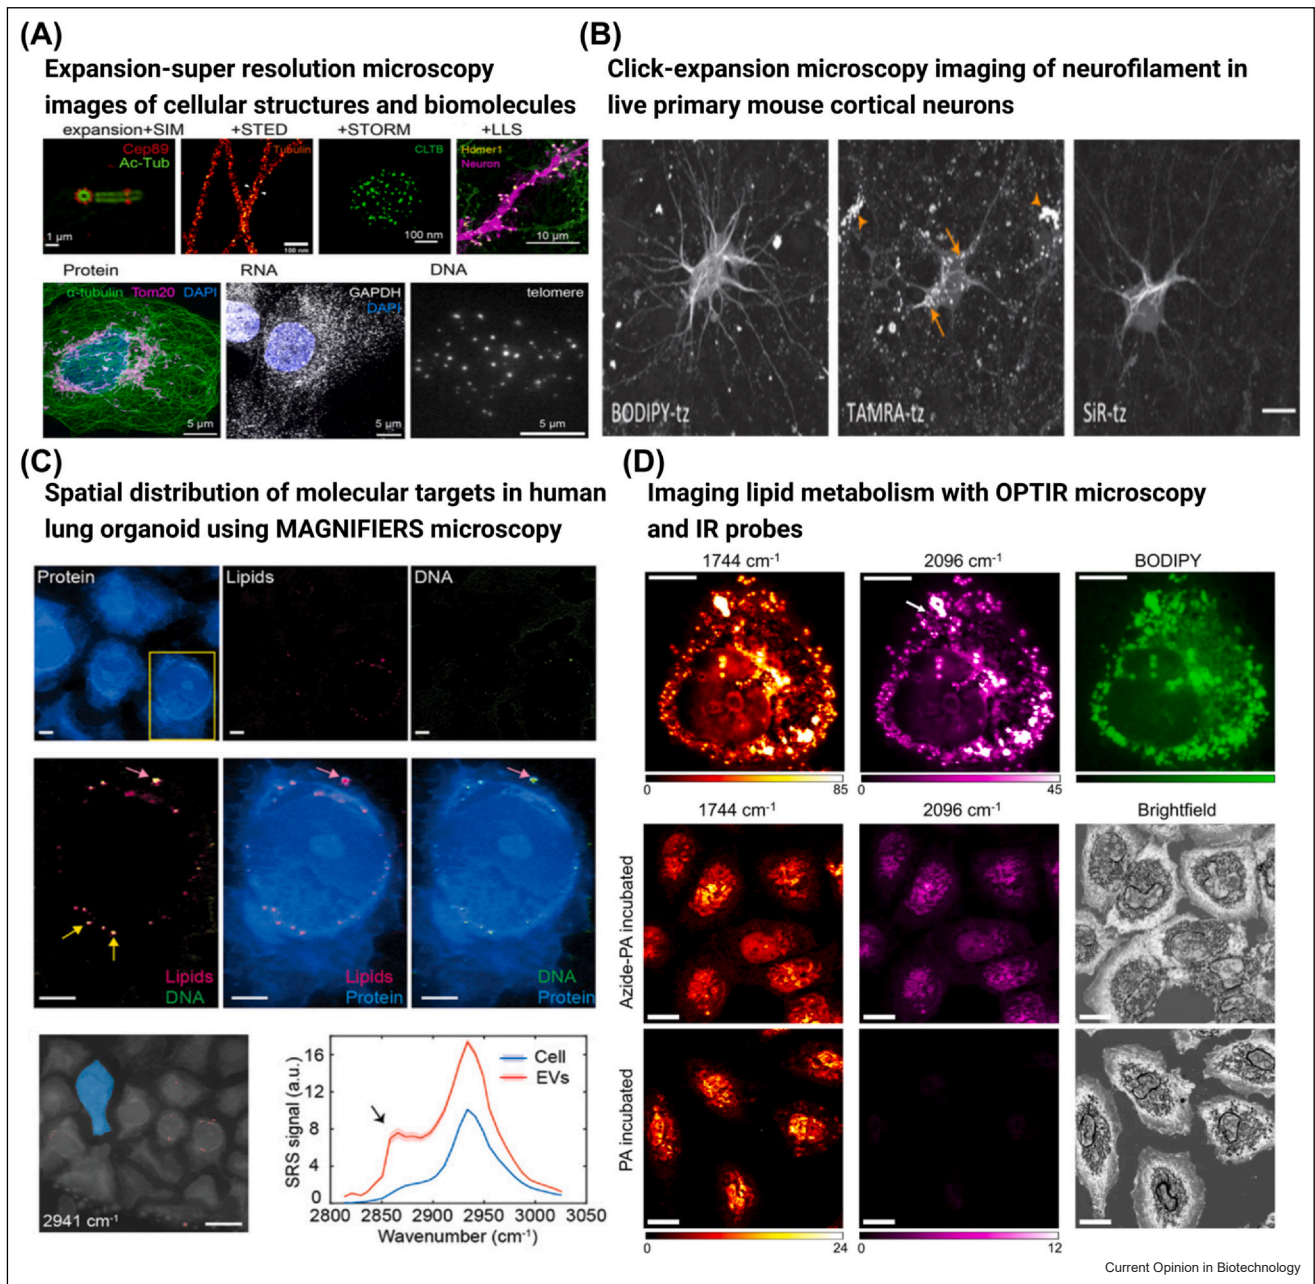 (A)
Expansion-super resolution microscopy
images of cellular structures and biomolecules
expansion+SIM +STED +STORM +LLS
Cep89
Ac-Tub
1 µm
Tubulin
100 nm
CLTB
100 nm
Homer1
Neuron
10 µm
Protein RNA DNA
α-tubulin Tom20 DAPI
5 µm
GAPDH
DAPI
5 µm
telomere
5 µm
(B)
Click-expansion microscopy imaging of neurofilament in
live primary mouse cortical neurons
BODIPY-tz
TAMRA-tz
SiR-tz
(C)
Spatial distribution of molecular targets in human
lung organoid using MAGNIFIERS microscopy
Protein
Lipids
DNA
Lipids
DNA
Lipids
Protein
DNA
Protein
2941 cm-1
SRS signal (a.u.)
16
12
8
4
0
Cell
EVs
2800 2850 2900 2950 3000 3050
Wavenumber (cm-1)
(D)
Imaging lipid metabolism with OPTIR microscopy
and IR probes
1744 cm-1 2096 cm-1 BODIPY
0 85 0 45
1744 cm-1 2096 cm-1 Brightfield
Azide-PA incubated
PA incubated
0 24 0 12
Current Opinion in Biotechnology